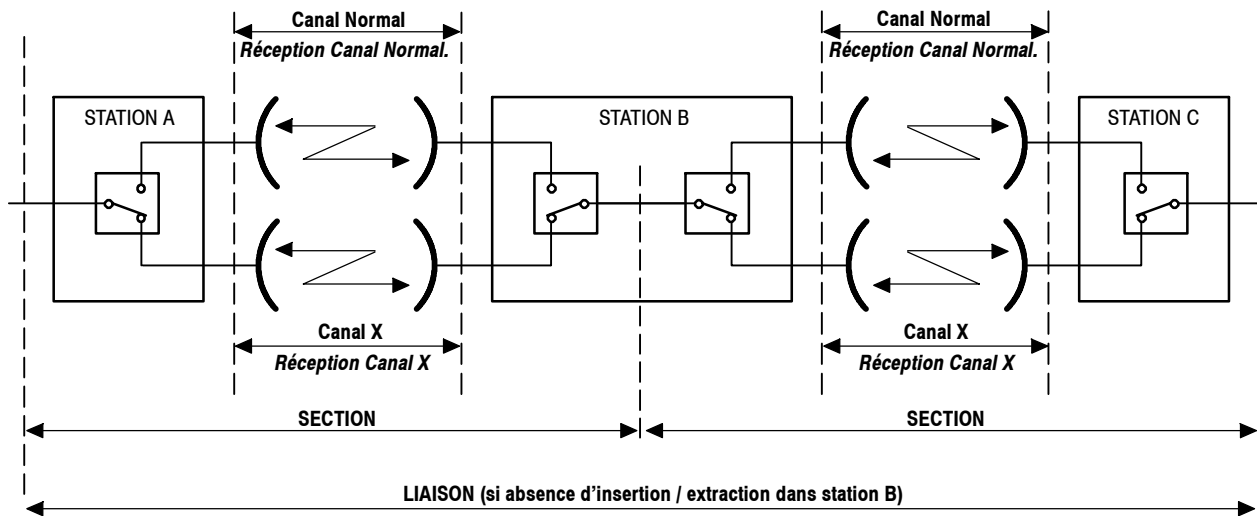 Canal Normal
Réception Canal Normal.
Canal Normal
Réception Canal Normal.
STATION A
STATION B
STATION C
Canal X
Réception Canal X
Canal X
Réception Canal X
SECTION
SECTION
LIAISON (si absence d’insertion / extraction dans station B)